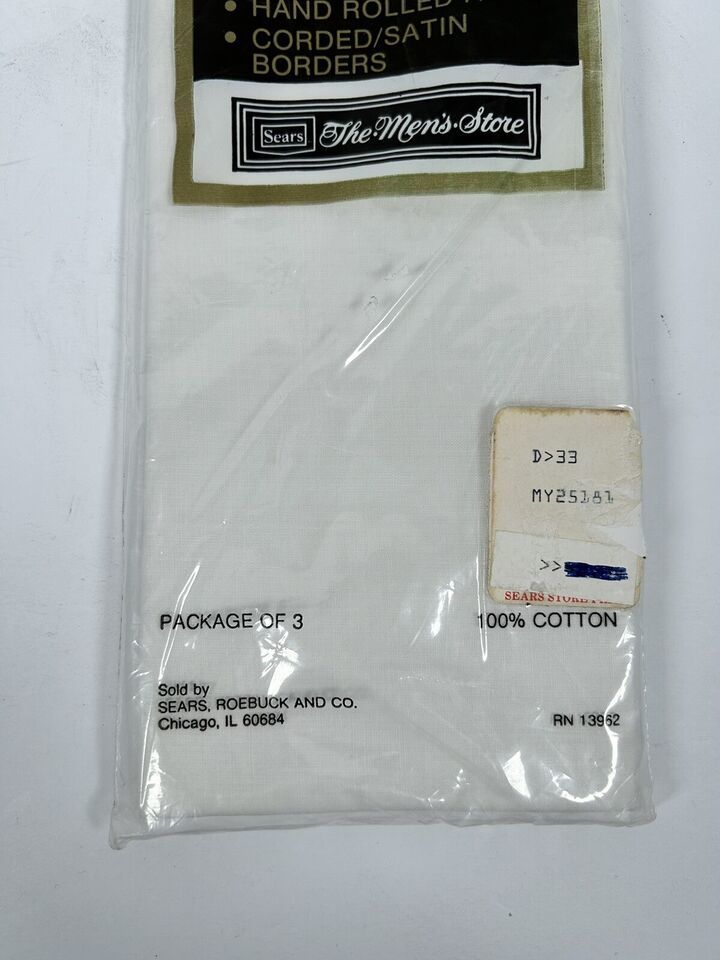 • HAND ROLLED
• CORDED/SATIN
BORDERS
Sears The·Men's·Store
D>33
MY25181
>>
SEARS STORE
PACKAGE OF 3
100% COTTON
Sold by
SEARS, ROEBUCK AND CO.
Chicago, IL 60684
RN 13962